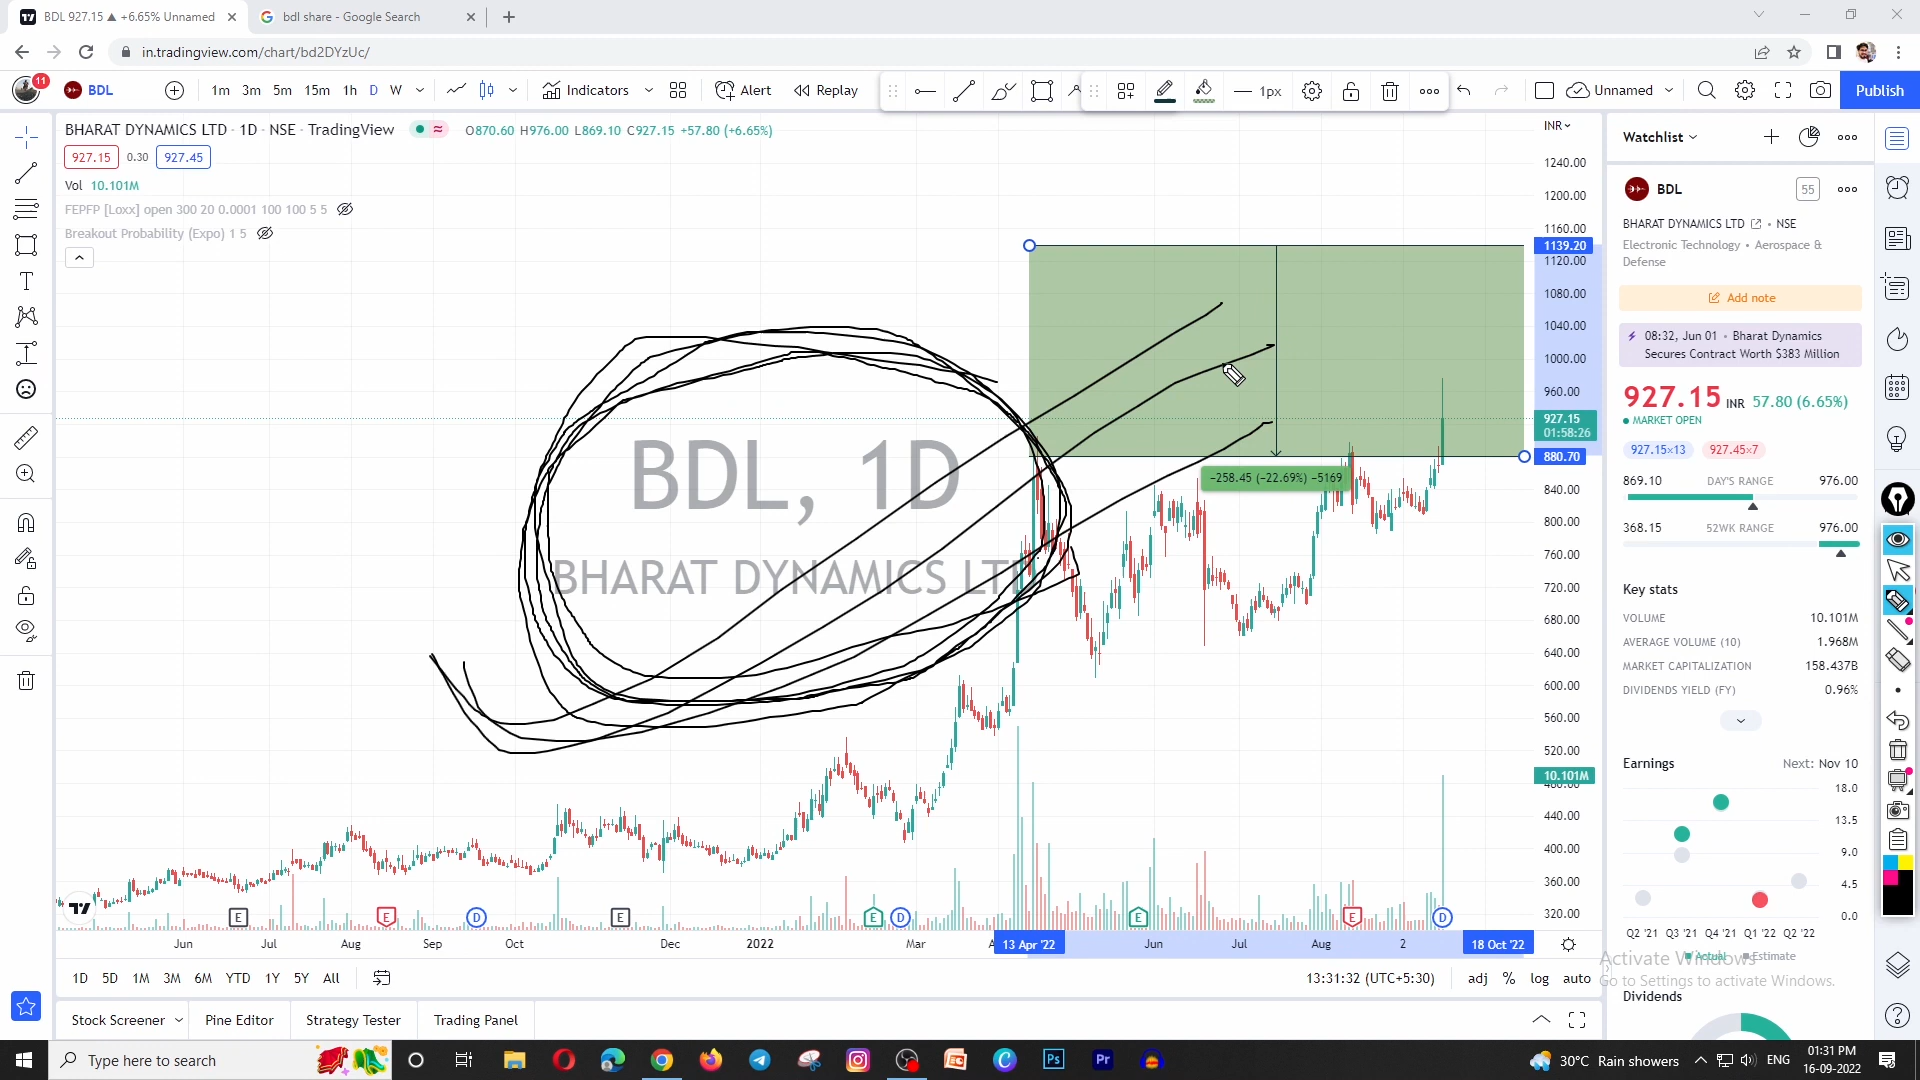 BDL 927.15 ▲ +6.65% Unnamed
bdl share - Google Search
in.tradingview.com/chart/bd2DYzUc/
11 BDL 1m 3m 5m 15m 1h D W Indicators Alert Replay 1px Unnamed Publish
BHARAT DYNAMICS LTD · 1D · NSE · TradingView O870.60 H976.00 L869.10 C927.15 +57.80 (+6.65%)
927.15 0.30 927.45
Vol 10.101M
FEPFP [Loxx] open 300 20 0.0001 100 100 5 5
Breakout Probability (Expo) 1 5
BDL, 1D
BHARAT DYNAMICS LTD
-258.45 (-22.69%) -5169
INR
1240.00
1200.00
1160.00
1139.20
1120.00
1080.00
1040.00
1000.00
960.00
927.15
01:58:26
880.70
840.00
800.00
760.00
720.00
680.00
640.00
600.00
560.00
520.00
10.101M
480.00
440.00
400.00
360.00
320.00
E E D E E D E E D
Jun Jul Aug Sep Oct Dec 2022 Mar A 13 Apr '22 Jun Jul Aug 2 18 Oct '22
1D 5D 1M 3M 6M YTD 1Y 5Y All
13:31:32 (UTC+5:30) adj % log auto
Stock Screener Pine Editor Strategy Tester Trading Panel
Watchlist
BDL 55
BHARAT DYNAMICS LTD • NSE
Electronic Technology • Aerospace &
Defense
Add note
08:32, Jun 01 • Bharat Dynamics
Secures Contract Worth $383 Million
927.15 INR 57.80 (6.65%)
MARKET OPEN
927.15×13 927.45×7
869.10 DAY'S RANGE 976.00
368.15 52WK RANGE 976.00
Key stats
VOLUME 10.101M
AVERAGE VOLUME (10) 1.968M
MARKET CAPITALIZATION 158.437B
DIVIDENDS YIELD (FY) 0.96%
Earnings Next: Nov 10
18.0
13.5
9.0
4.5
0.0
Q2 '21 Q3 '21 Q4 '21 Q1 '22 Q2 '22
Actual Estimate
Activate Windows
Go to Settings to activate Windows.
Dividends
Type here to search
30°C Rain showers ENG 01:31 PM
16-09-2022